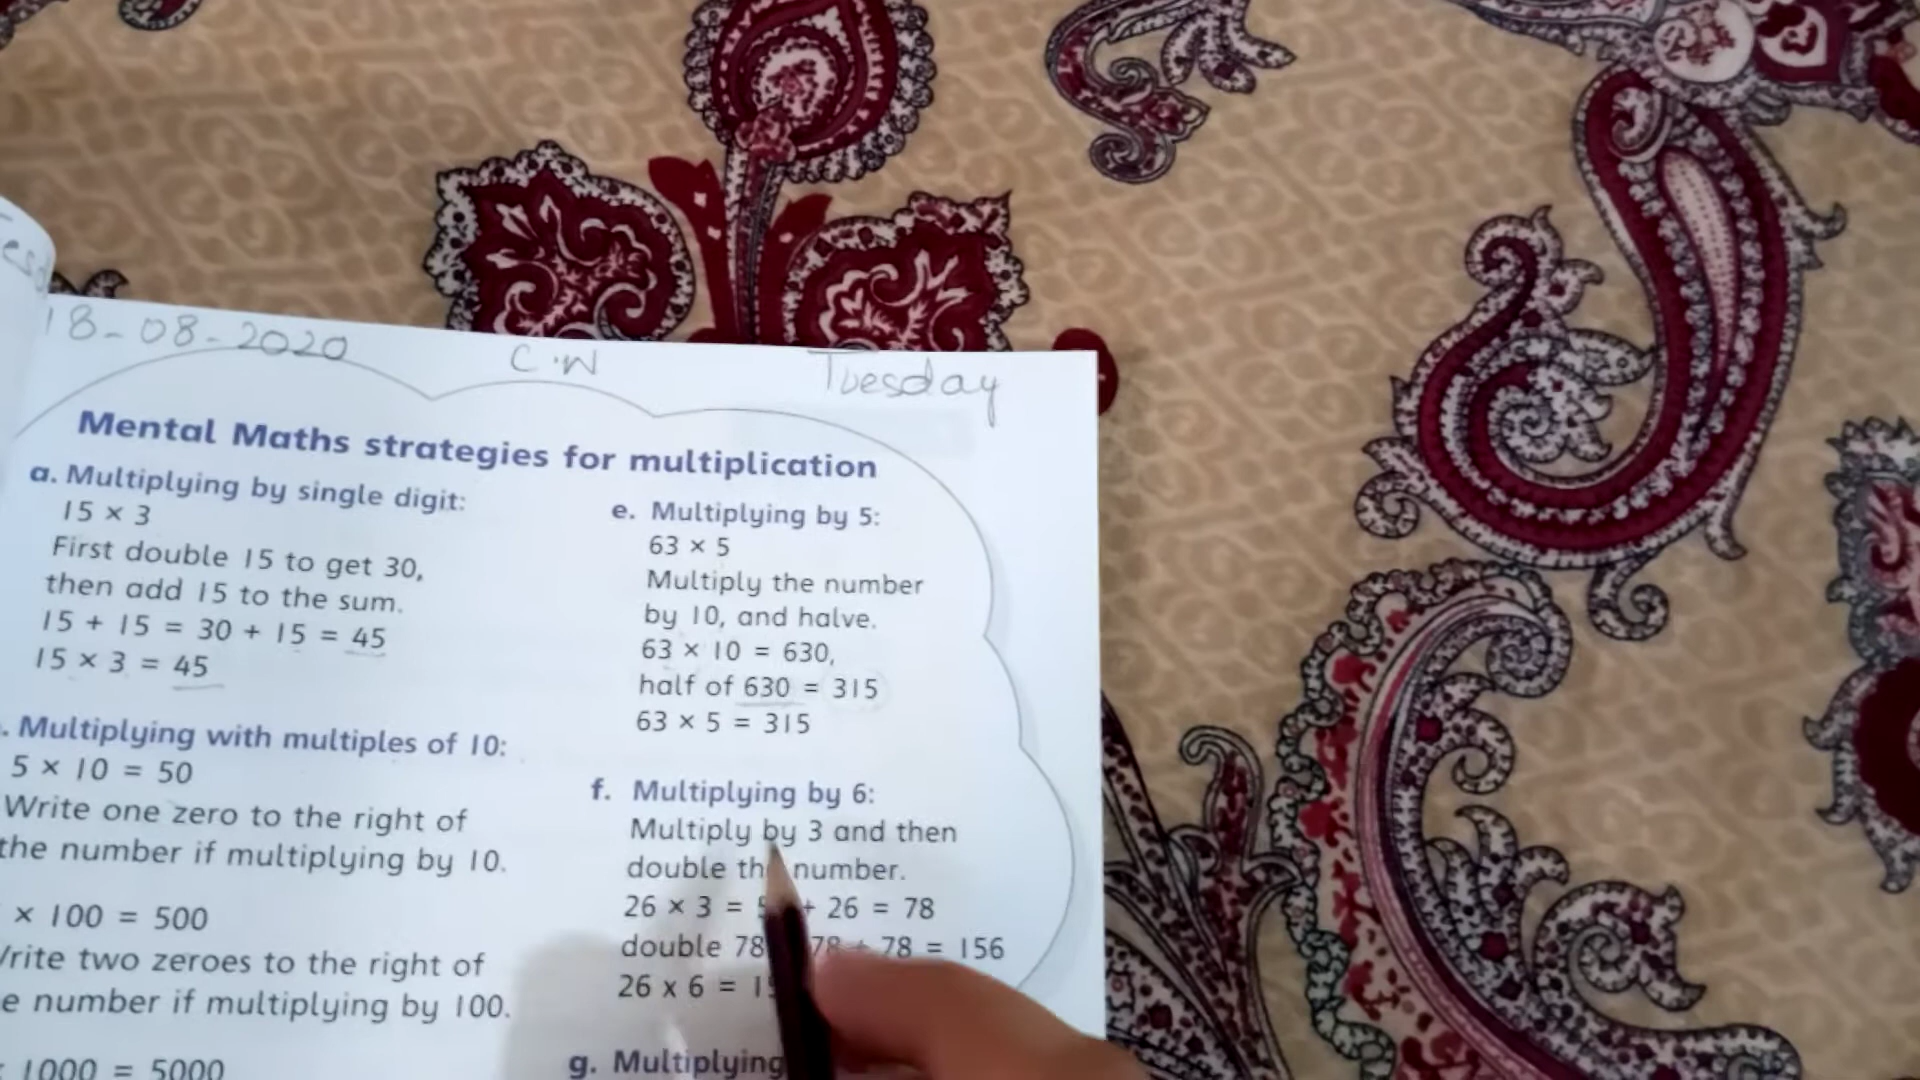 18-08-2020 C.W Tuesday
Mental Maths strategies for multiplication
a. Multiplying by single digit:
15 × 3
First double 15 to get 30,
then add 15 to the sum.
15 + 15 = 30 + 15 = 45
15 × 3 = 45
. Multiplying with multiples of 10:
5 × 10 = 50
Write one zero to the right of
the number if multiplying by 10.
× 100 = 500
two zeroes to the right of
number if multiplying by 100.
1000 = 5000
e. Multiplying by 5:
63 × 5
Multiply the number
by 10, and halve.
63 × 10 = 630,
half of 630 = 315
63 × 5 = 315
f. Multiplying by 6:
Multiply by 3 and then
double number.
26 × 3 = + 26 = 78
double 78 78 + 78 = 156
26 x 6 =
g. Multiplying